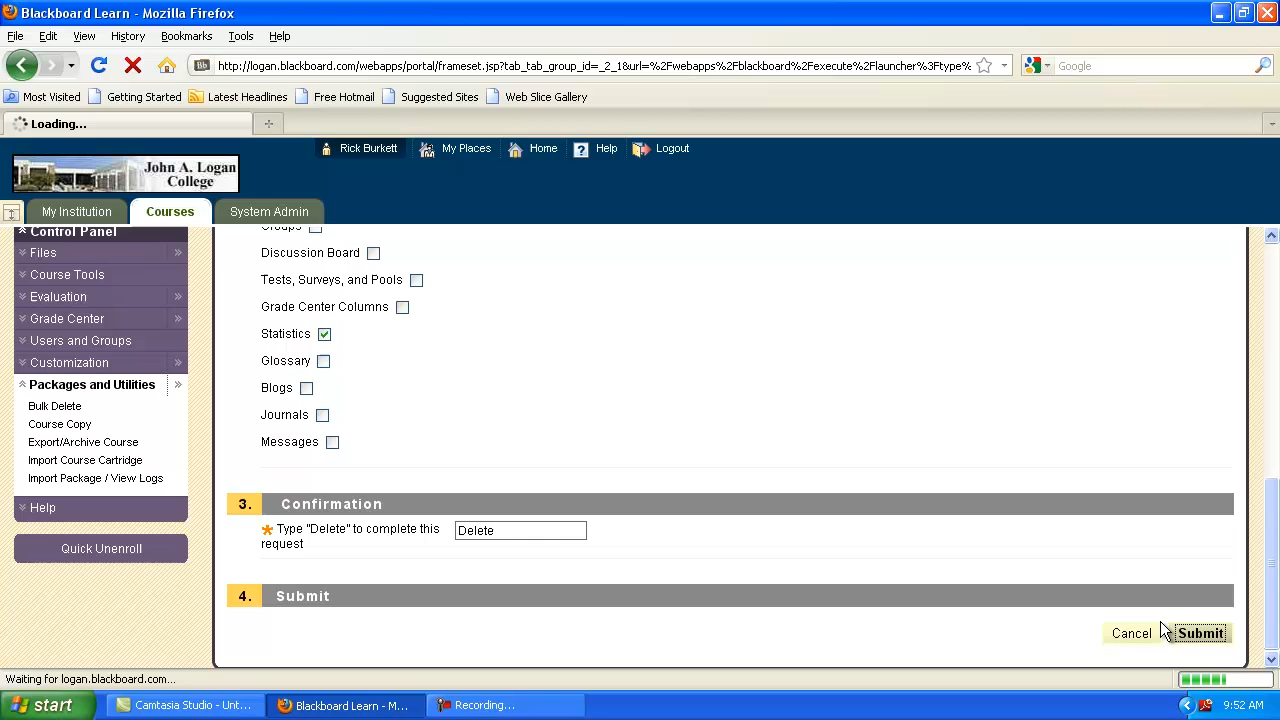 Blackboard Learn - Mozilla Firefox
File Edit View History Bookmarks Tools Help
Bb http://logan.blackboard.com/webapps/portal/frameset.jsp?tab_tab_group_id=_2_1&url=%2Fwebapps%2Fblackboard%2Fexecute%2Flauncher%3Ftype% Google
Most Visited Getting Started Latest Headlines Free Hotmail Suggested Sites Web Slice Gallery
Loading...
Rick Burkett My Places Home Help Logout
John A. Logan
College
My Institution Courses System Admin
Control Panel
Files
Course Tools
Evaluation
Grade Center
Users and Groups
Customization
Packages and Utilities
Bulk Delete
Course Copy
Export/Archive Course
Import Course Cartridge
Import Package / View Logs
Help
Quick Unenroll
Groups
Discussion Board
Tests, Surveys, and Pools
Grade Center Columns
Statistics
Glossary
Blogs
Journals
Messages
3. Confirmation
Type "Delete" to complete this
request
Delete
4. Submit
Cancel Submit
Waiting for logan.blackboard.com...
start Camtasia Studio - Unt... Blackboard Learn - M... Recording... 9:52 AM